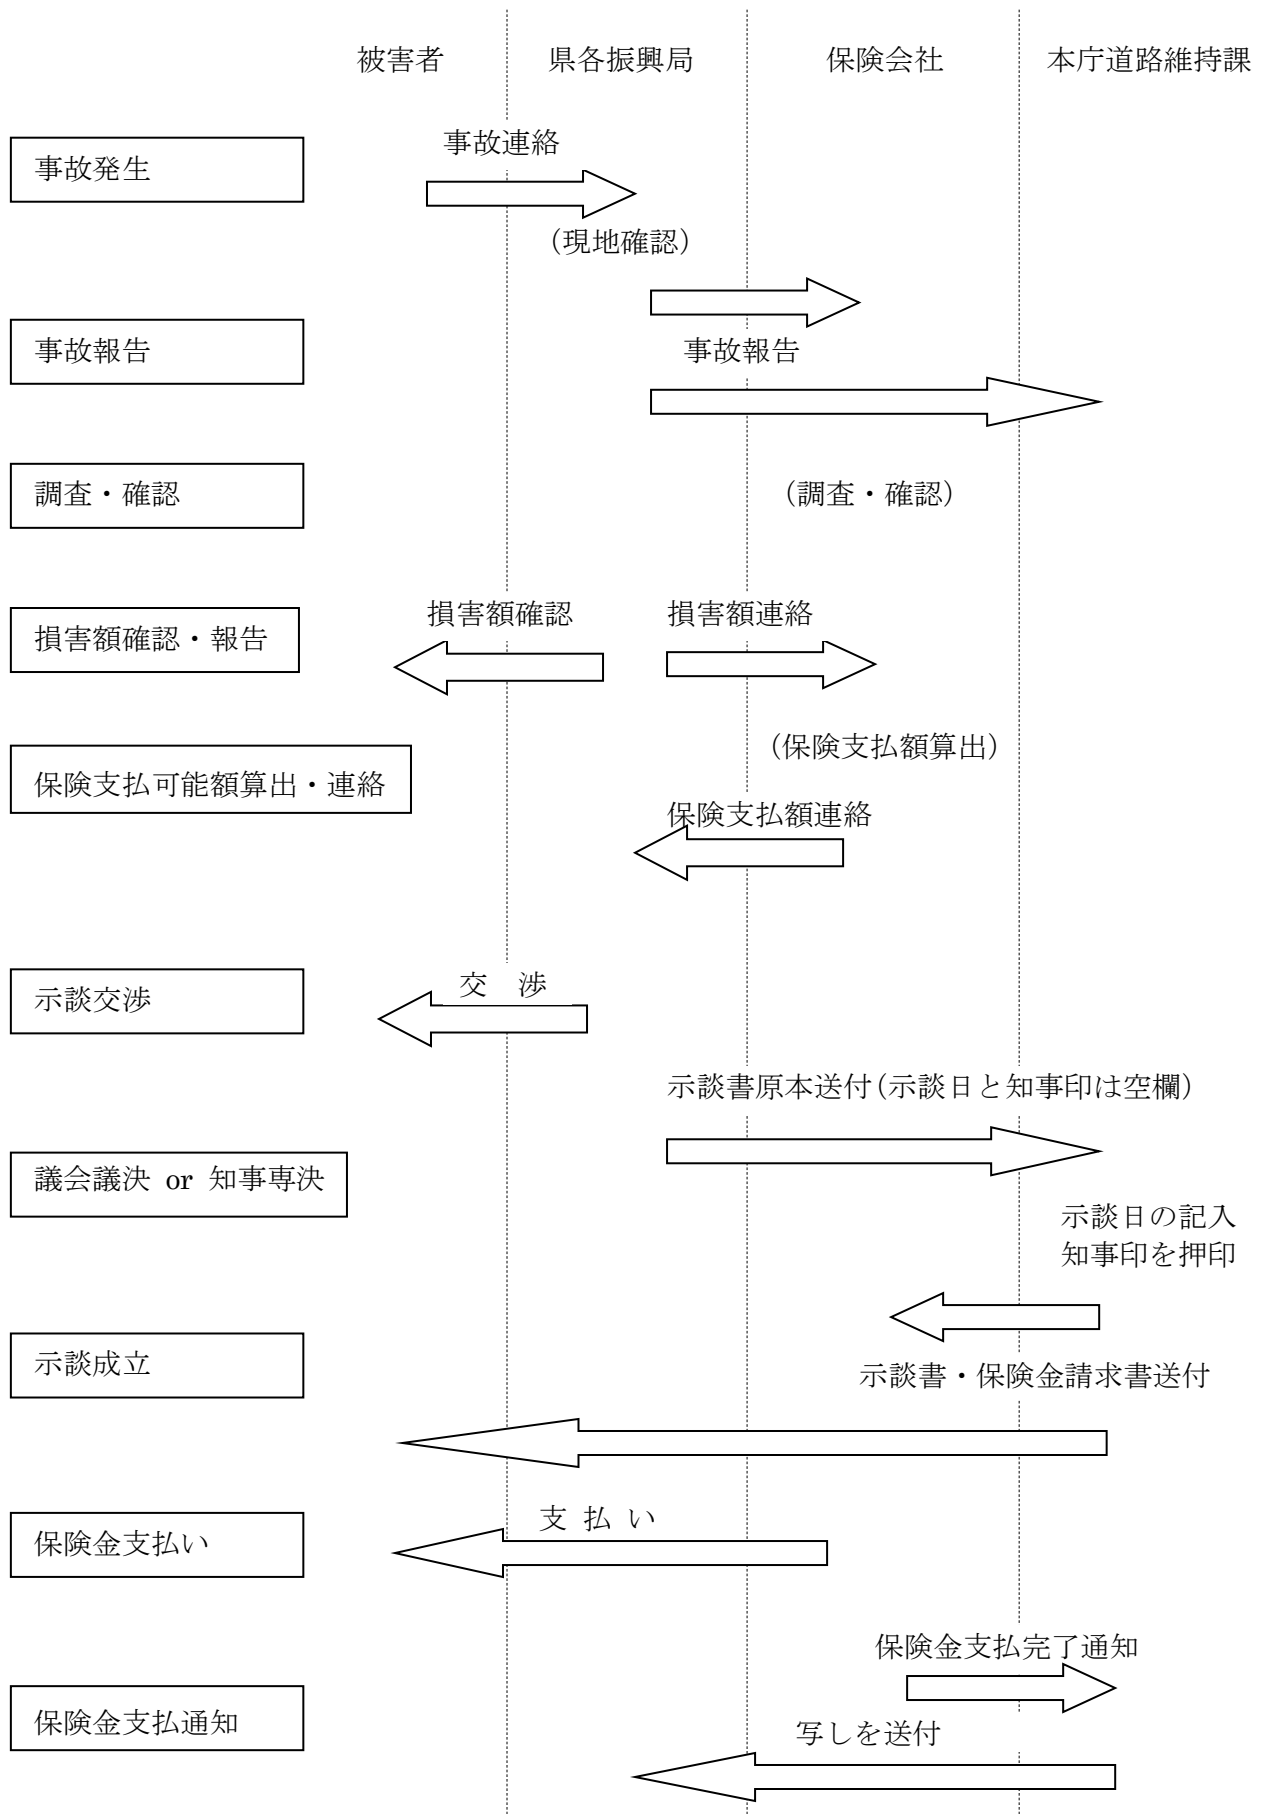 被害者 県各振興局 保険会社 本庁道路維持課
事故連絡
事故発生
（現地確認）
事故報告
事故報告
調査・確認
（調査・確認）
損害額確認 損害額連絡
損害額確認・報告
（保険支払額算出）
保険支払可能額算出・連絡
保険支払額連絡
交　渉
示談交渉
示談書原本送付（示談日と知事印は空欄）
議会議決 or 知事専決
示談日の記入
知事印を押印
示談成立
示談書・保険金請求書送付
支 払 い
保険金支払い
保険金支払完了通知
保険金支払通知
写しを送付